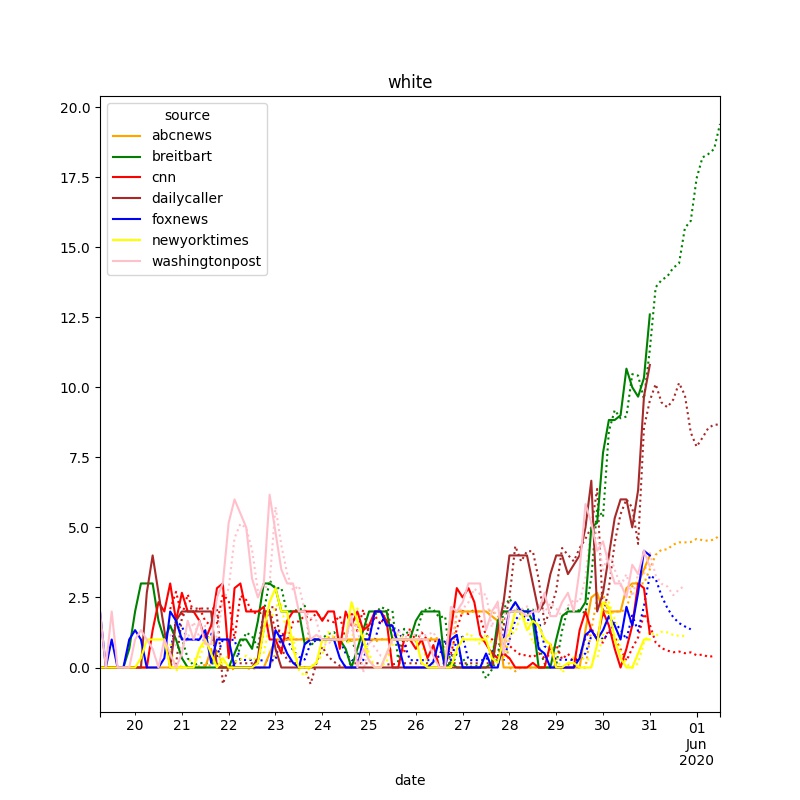 white
20.0
17.5
15.0
12.5
10.0
7.5
5.0
2.5
0.0
source
abcnews
breitbart
cnn
dailycaller
foxnews
newyorktimes
washingtonpost
20 21 22 23 24 25 26 27 28 29 30 31 01
Jun
2020
date